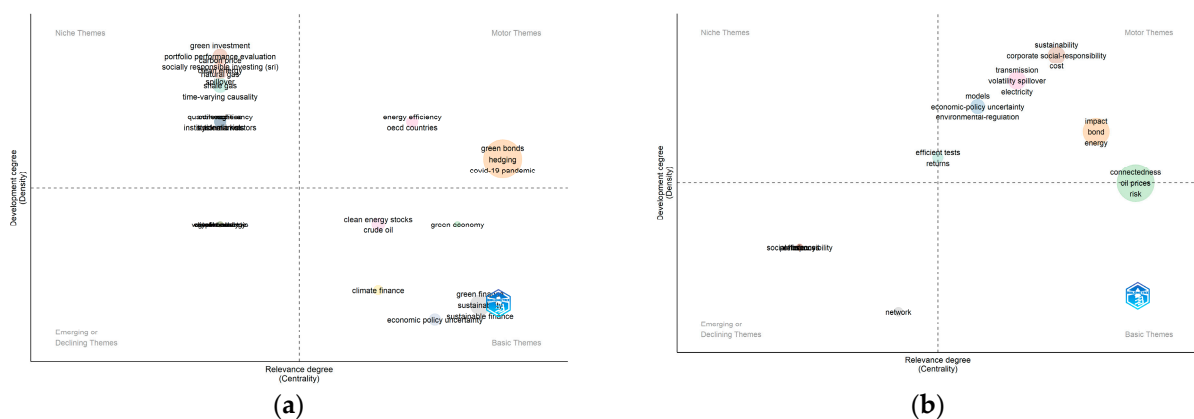 Niche Themes
Motor Themes
green investment
portfolio performance evaluation
carbon price
socially responsible investing (sri)
clean energy
natural gas
spillover
shale gas
time-varying causality
energy efficiency
oecd countries
green bonds
hedging
covid-19 pandemic
clean energy stocks
crude oil
green economy
climate finance
green finance
sustainability
sustainable finance
economic policy uncertainty
Emerging or
Declining Themes
Basic Themes
Development degree
(Density)
Relevance degree
(Centrality)
(a)
Niche Themes
Motor Themes
sustainability
corporate social-responsibility
cost
transmission
volatility spillover
electricity
models
economic-policy uncertainty
environmental-regulation
impact
bond
energy
efficient tests
returns
connectedness
oil prices
risk
network
Emerging or
Declining Themes
Basic Themes
Development degree
(Density)
Relevance degree
(Centrality)
(b)